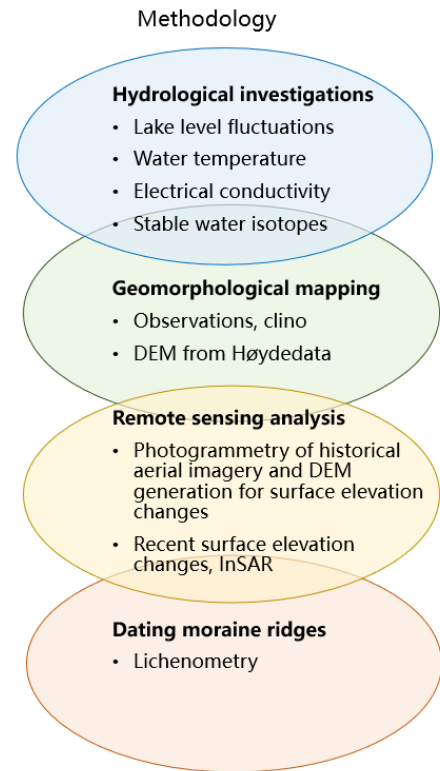 Methodology
Hydrological investigations
• Lake level fluctuations
• Water temperature
• Electrical conductivity
• Stable water isotopes
Geomorphological mapping
• Observations, clino
• DEM from Høydedata
Remote sensing analysis
• Photogrammetry of historical
aerial imagery and DEM
generation for surface elevation
changes
• Recent surface elevation
changes, InSAR
Dating moraine ridges
• Lichenometry